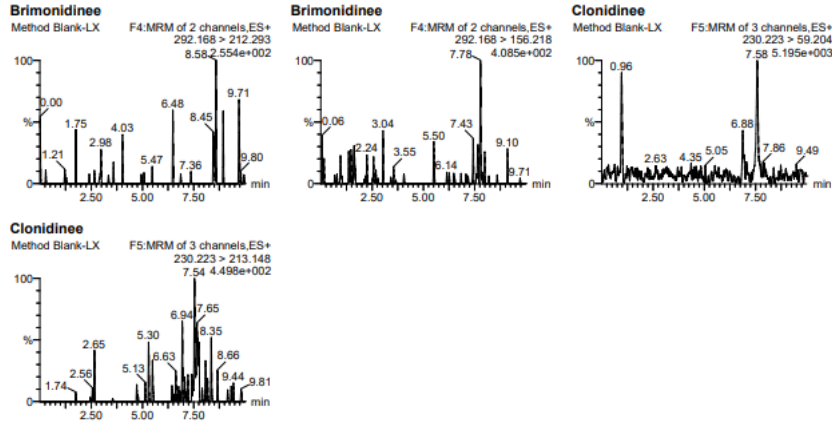 Brimonidinee
Method Blank-LX F4:MRM of 2 channels,ES+
292.168 > 212.293
8.58 2.554e+002
100
%
0
0.00
1.21
1.75
2.98
4.03
5.47
6.48
7.36
8.45
9.71
9.80
2.50 5.00 7.50 min
Brimonidinee
Method Blank-LX F4:MRM of 2 channels,ES+
292.168 > 156.218
7.78 4.085e+002
100
%
0
0.06
2.24
3.04
3.55
5.50
6.14
7.43
9.10
9.71
2.50 5.00 7.50 min
Clonidinee
Method Blank-LX F5:MRM of 3 channels,ES+
230.223 > 59.204
7.58 5.195e+003
100
%
0
0.96
2.63
4.35
5.05
6.88
7.86
9.49
2.50 5.00 7.50 min
Clonidinee
Method Blank-LX F5:MRM of 3 channels,ES+
230.223 > 213.148
7.54 4.498e+002
100
%
0
1.74
2.56
2.65
5.13
5.30
6.63
6.94
7.65
8.35
8.66
9.44
9.81
2.50 5.00 7.50 min